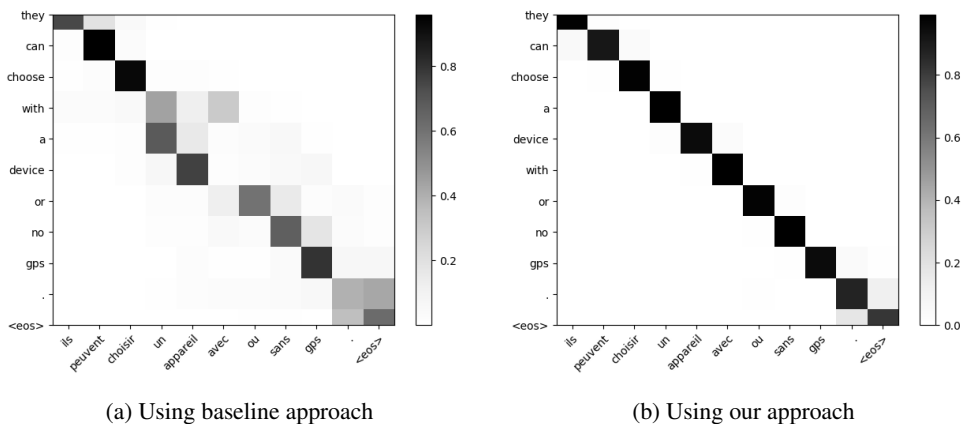 they
can
choose
with
a
device
or
no
gps
.
<eos>
ils
peuvent
choisir
un
appareil
avec
ou
sans
gps
.
<eos>
0.8
0.6
0.4
0.2
(a) Using baseline approach
they
can
choose
a
device
with
or
no
gps
.
<eos>
ils
peuvent
choisir
un
appareil
avec
ou
sans
gps
.
<eos>
0.8
0.6
0.4
0.2
0.0
(b) Using our approach